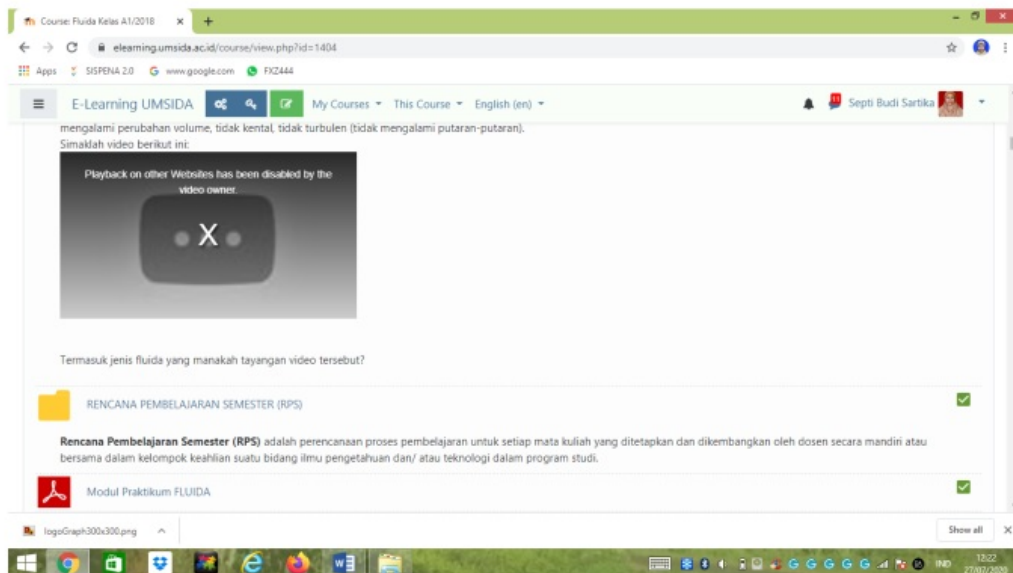 Course: Fluida Kelas A1/2018
elearning.umsida.ac.id/course/view.php?id=1404
Apps SISPENA 2.0 www.google.com FXZ444
E-Learning UMSIDA My Courses This Course English (en) Septi Budi Sartika
mengalami perubahan volume, tidak kental, tidak turbulen (tidak mengalami putaran-putaran).
Simaklah video berikut ini:
Playback on other Websites has been disabled by the
video owner.
Termasuk jenis fluida yang manakah tayangan video tersebut?
RENCANA PEMBELAJARAN SEMESTER (RPS)
Rencana Pembelajaran Semester (RPS) adalah perencanaan proses pembelajaran untuk setiap mata kuliah yang ditetapkan dan dikembangkan oleh dosen secara mandiri atau
bersama dalam kelompok keahlian suatu bidang ilmu pengetahuan dan/ atau teknologi dalam program studi.
Modul Praktikum FLUIDA
logoGraph300x300.png Show all
IND 12:22
27/07/2020